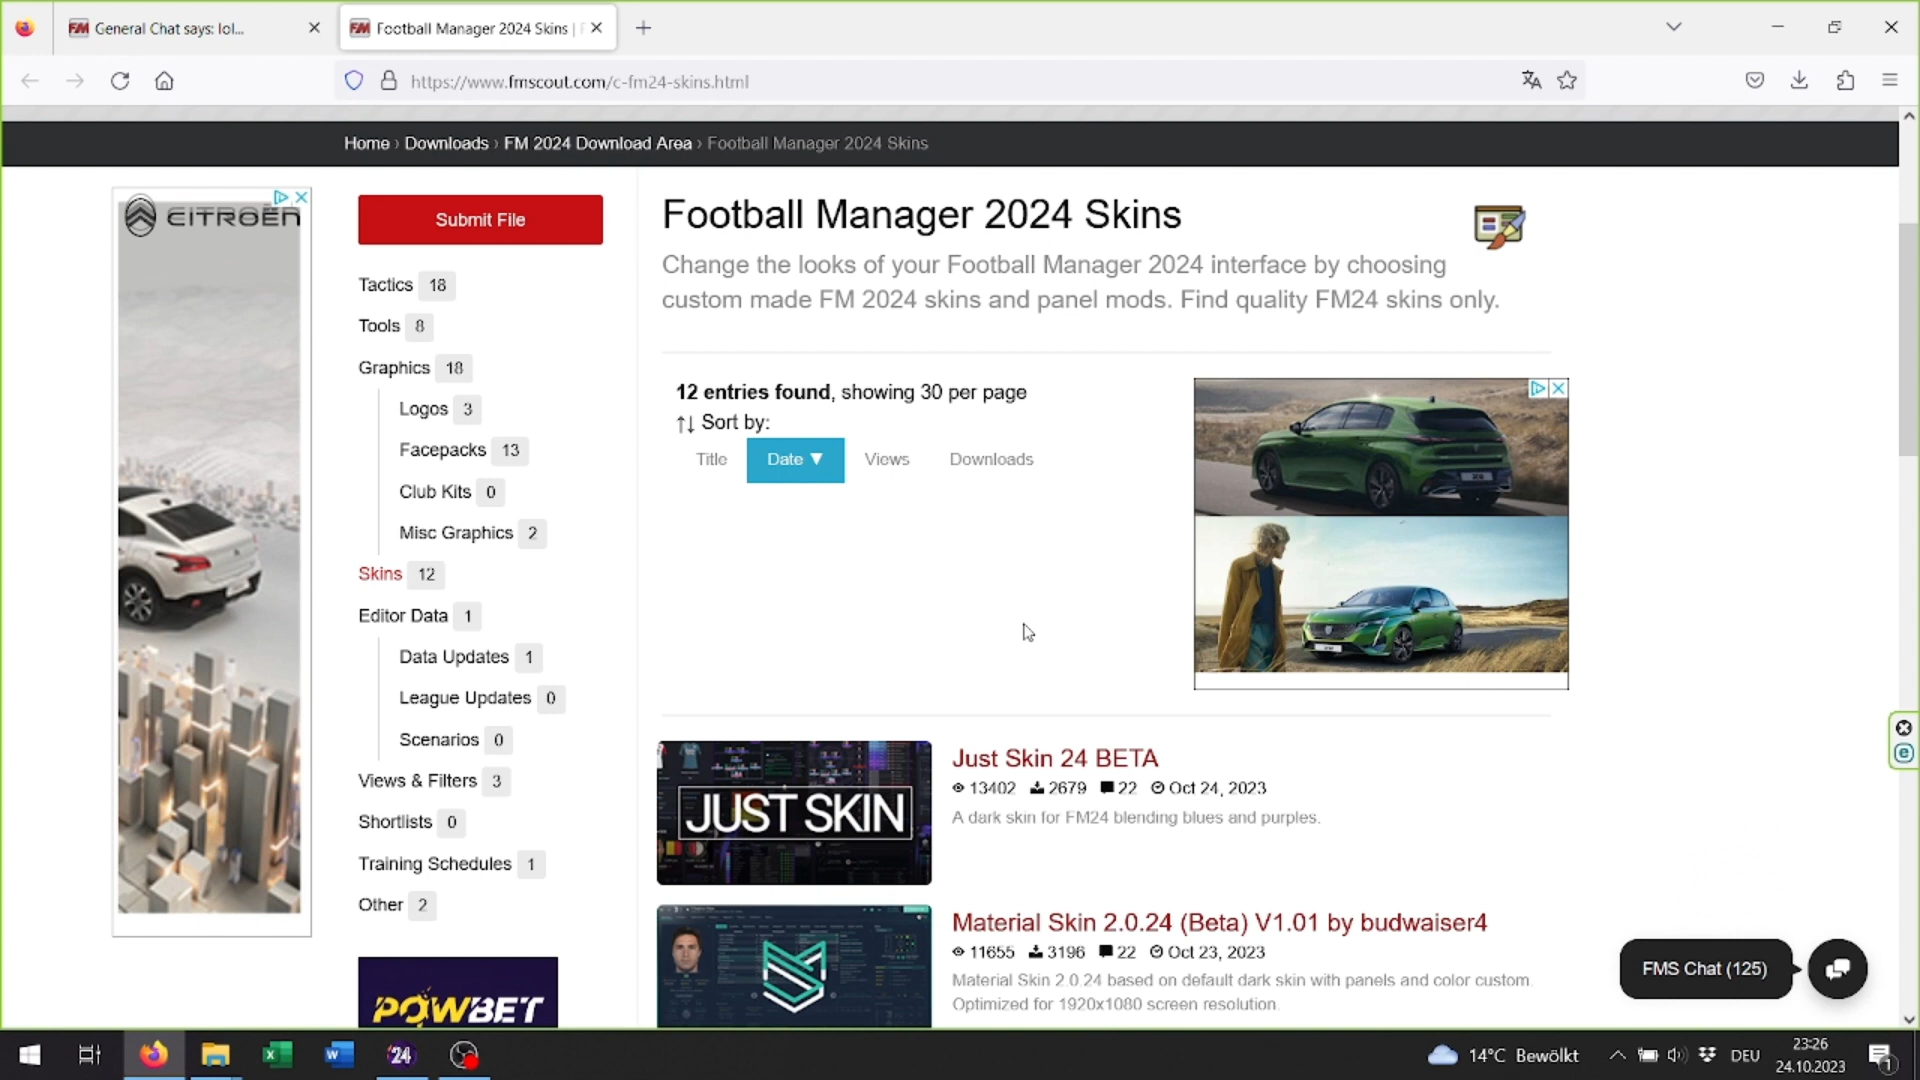 General Chat says: lol...
Football Manager 2024 Skins | F
https://www.fmscout.com/c-fm24-skins.html
Home › Downloads › FM 2024 Download Area › Football Manager 2024 Skins
CITROËN
Submit File
Tactics 18
Tools 8
Graphics 18
Logos 3
Facepacks 13
Club Kits 0
Misc Graphics 2
Skins 12
Editor Data 1
Data Updates 1
League Updates 0
Scenarios 0
Views & Filters 3
Shortlists 0
Training Schedules 1
Other 2
POWBET
Football Manager 2024 Skins
Change the looks of your Football Manager 2024 interface by choosing
custom made FM 2024 skins and panel mods. Find quality FM24 skins only.
12 entries found, showing 30 per page
↑↓ Sort by:
Title Date ▼ Views Downloads
JUST SKIN
Just Skin 24 BETA
13402 2679 22 Oct 24, 2023
A dark skin for FM24 blending blues and purples.
Material Skin 2.0.24 (Beta) V1.01 by budwaiser4
11655 3196 22 Oct 23, 2023
Material Skin 2.0.24 based on default dark skin with panels and color custom.
Optimized for 1920x1080 screen resolution.
FMS Chat (125)
24
14°C Bewölkt
DEU
23:26
24.10.2023
1